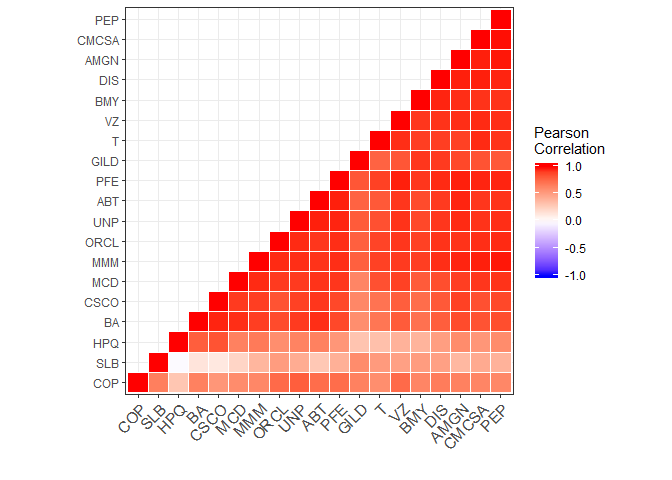 PEP
CMCSA
AMGN
DIS
BMY
VZ
T
GILD
PFE
ABT
UNP
ORCL
MMM
MCD
CSCO
BA
HPQ
SLB
COP
COP
SLB
HPQ
BA
CSCO
MCD
MMM
ORCL
UNP
ABT
PFE
GILD
T
VZ
BMY
DIS
AMGN
CMCSA
PEP
Pearson
Correlation
1.0
0.5
0.0
-0.5
-1.0